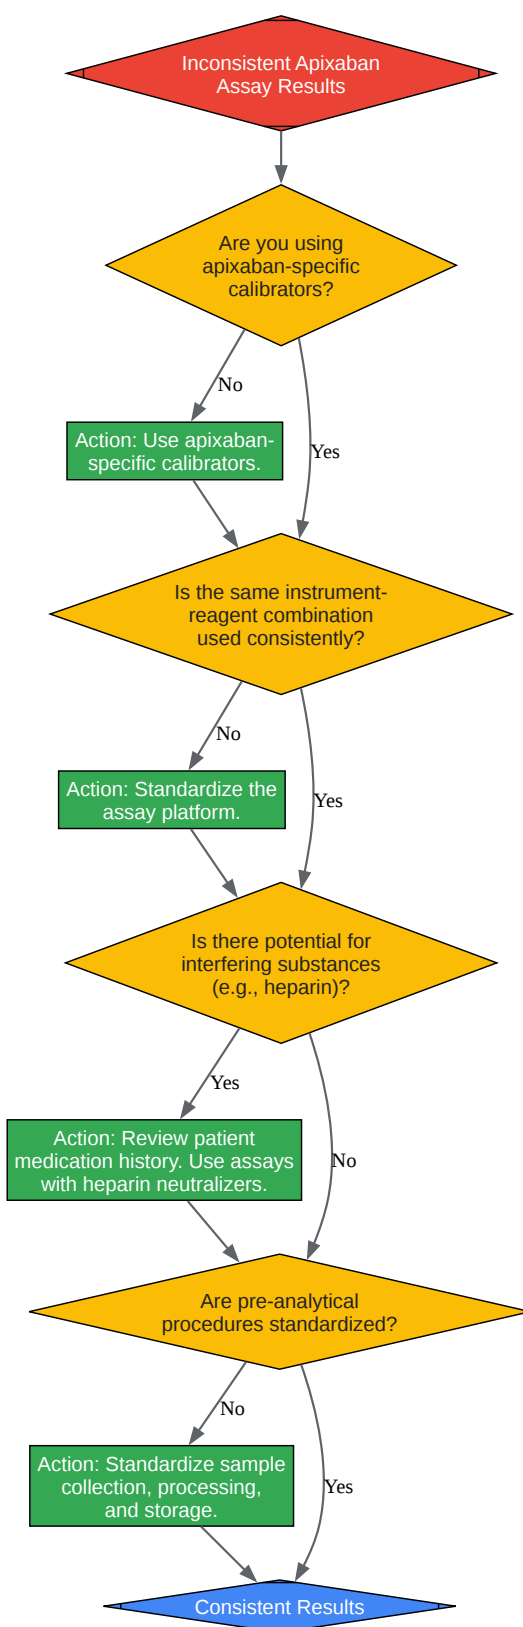 Inconsistent Apixaban
Assay Results
Are you using
apixaban-specific
calibrators?
No
Action: Use apixaban-
specific calibrators.
Yes
Is the same instrument-
reagent combination
used consistently?
No
Action: Standardize the
assay platform.
Yes
Is there potential for
interfering substances
(e.g., heparin)?
Yes
Action: Review patient
medication history. Use assays
with heparin neutralizers.
No
Are pre-analytical
procedures standardized?
No
Action: Standardize sample
collection, processing,
and storage.
Yes
Consistent Results